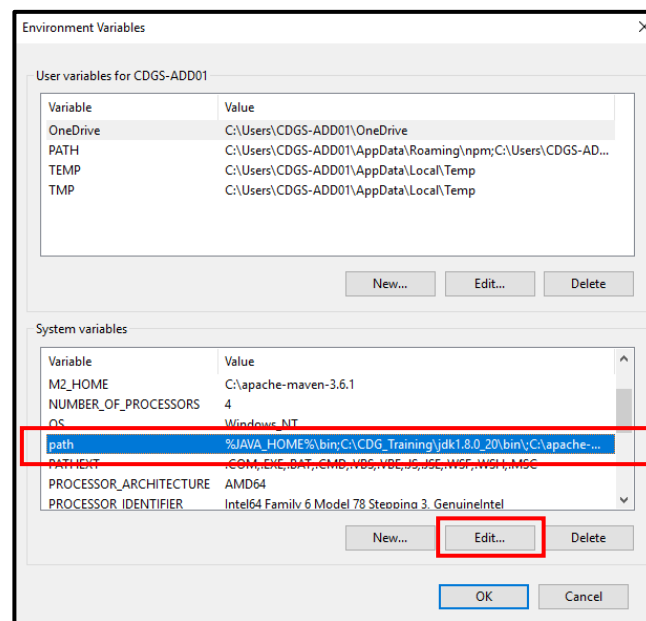 Environment Variables
User variables for CDGS-ADD01
Variable Value
OneDrive C:\Users\CDGS-ADD01\OneDrive
PATH C:\Users\CDGS-ADD01\AppData\Roaming\npm;C:\Users\CDGS-AD...
TEMP C:\Users\CDGS-ADD01\AppData\Local\Temp
TMP C:\Users\CDGS-ADD01\AppData\Local\Temp
New... Edit... Delete
System variables
Variable Value
M2_HOME C:\apache-maven-3.6.1
NUMBER_OF_PROCESSORS 4
OS Windows_NT
path %JAVA_HOME%\bin;C:\CDG_Training\jdk1.8.0_20\bin\;C:\apache-...
PATHEXT .COM;.EXE;.BAT;.CMD;.VBS;.VBE;.JS;.JSE;.WSF;.WSH;.MSC
PROCESSOR_ARCHITECTURE AMD64
PROCESSOR_IDENTIFIER Intel64 Family 6 Model 78 Stepping 3, GenuineIntel
New... Edit... Delete
OK Cancel